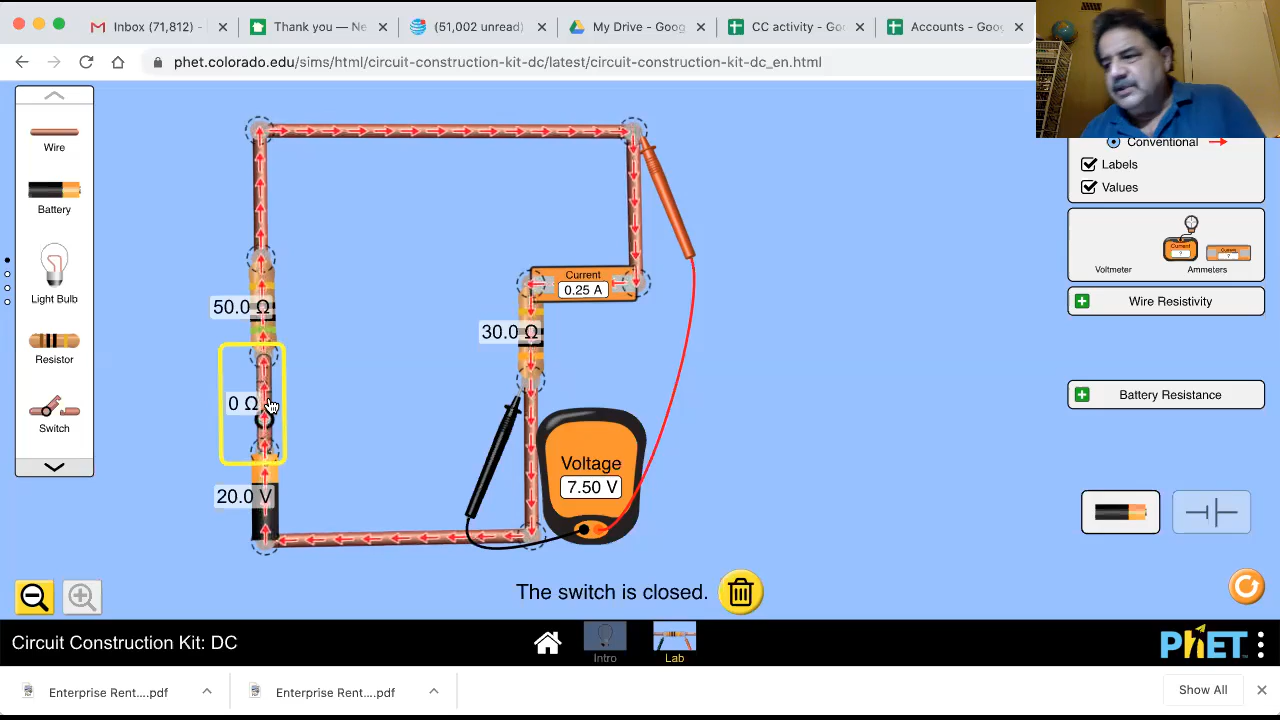 Inbox (71,812)
Thank you — Ne
(51,002 unread)
My Drive - Goog
CC activity - Goo
Accounts - Goog
phet.colorado.edu/sims/html/circuit-construction-kit-dc/latest/circuit-construction-kit-dc_en.html
Wire
Battery
Light Bulb
Resistor
Switch
50.0 Ω
0 Ω
20.0 V
Current
0.25 A
30.0 Ω
Voltage
7.50 V
Conventional
Labels
Values
Current
?
Current
?
Voltmeter
Ammeters
Wire Resistivity
Battery Resistance
The switch is closed.
Circuit Construction Kit: DC
Intro
Lab
PhET
Enterprise Rent....pdf
Enterprise Rent....pdf
Show All